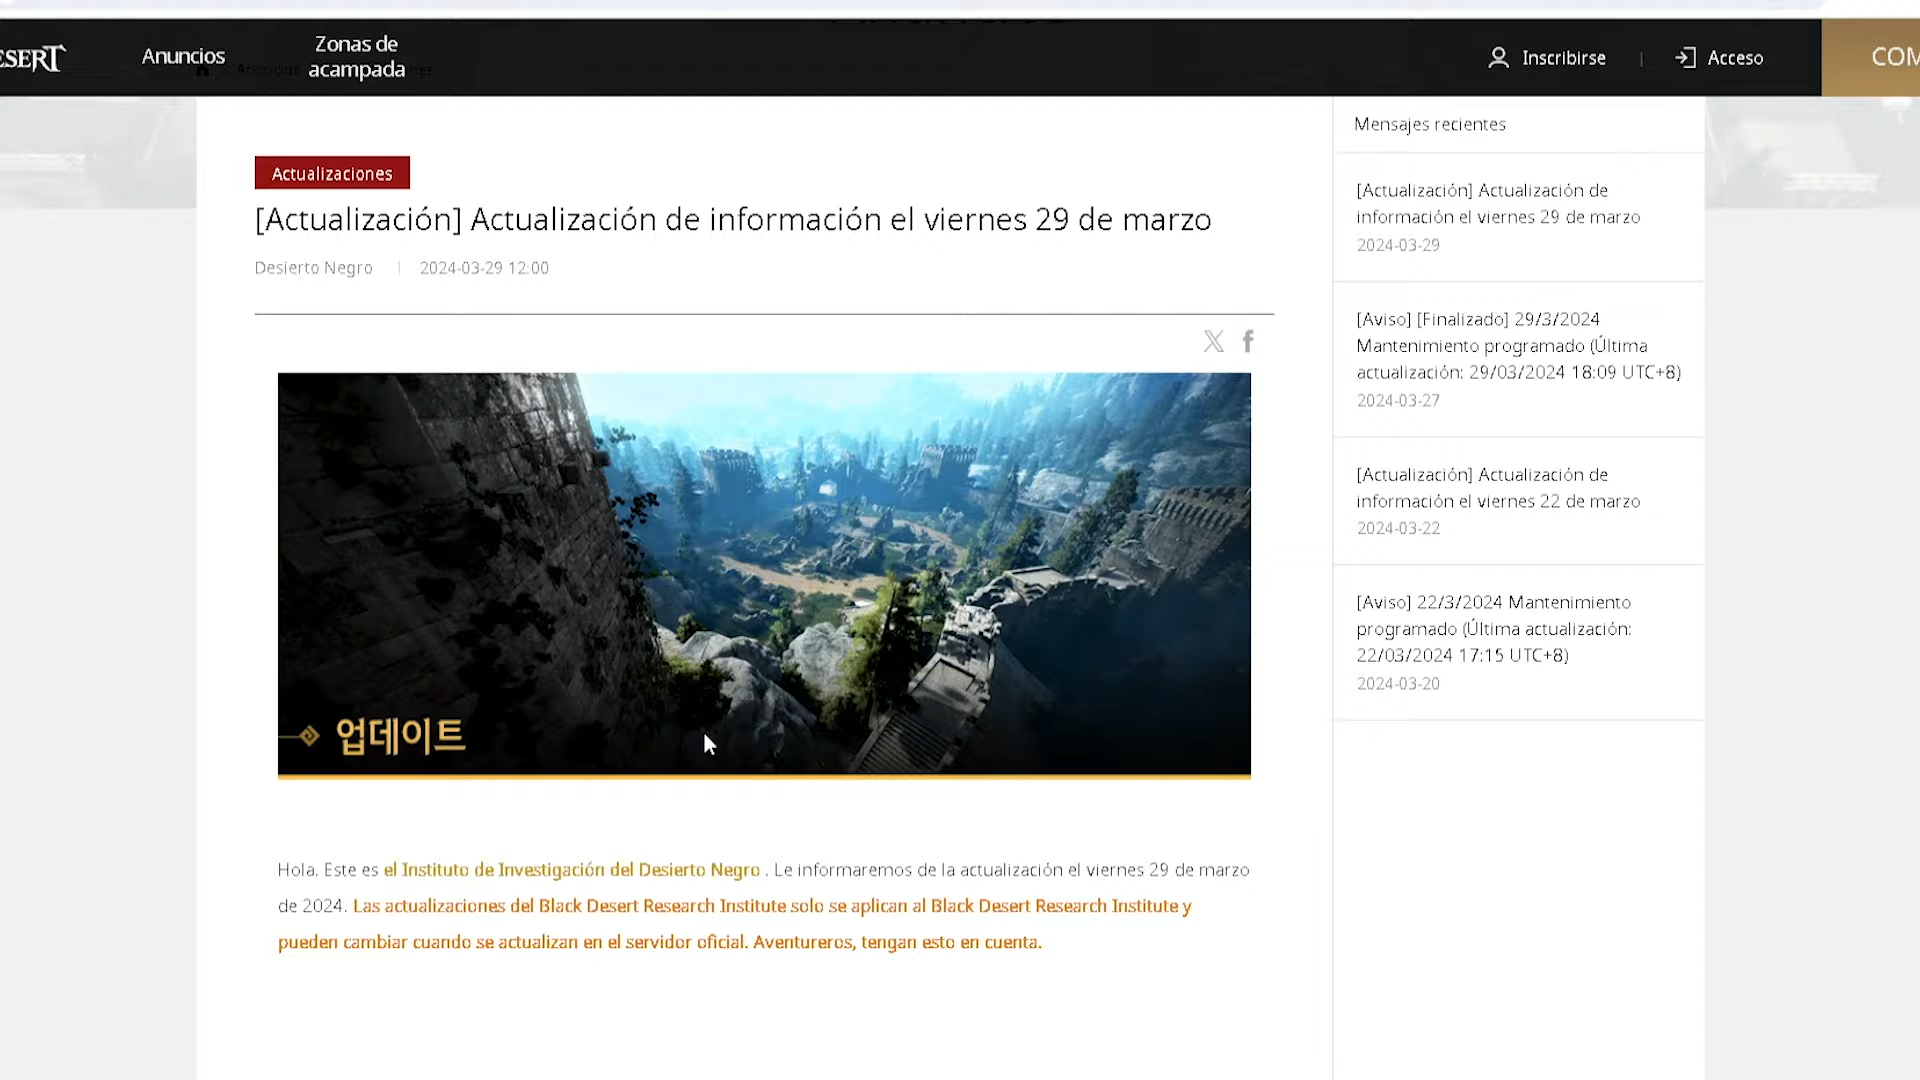 ESERT
Anuncios
Zonas de
acampada
Inscribirse
Acceso
COM
Actualizaciones
[Actualización] Actualización de información el viernes 29 de marzo
Desierto Negro | 2024-03-29 12:00
업데이트
Hola. Este es el Instituto de Investigación del Desierto Negro . Le informaremos de la actualización el viernes 29 de marzo
de 2024. Las actualizaciones del Black Desert Research Institute solo se aplican al Black Desert Research Institute y
pueden cambiar cuando se actualizan en el servidor oficial. Aventureros, tengan esto en cuenta.
Mensajes recientes
[Actualización] Actualización de
información el viernes 29 de marzo
2024-03-29
[Aviso] [Finalizado] 29/3/2024
Mantenimiento programado (Última
actualización: 29/03/2024 18:09 UTC+8)
2024-03-27
[Actualización] Actualización de
información el viernes 22 de marzo
2024-03-22
[Aviso] 22/3/2024 Mantenimiento
programado (Última actualización:
22/03/2024 17:15 UTC+8)
2024-03-20